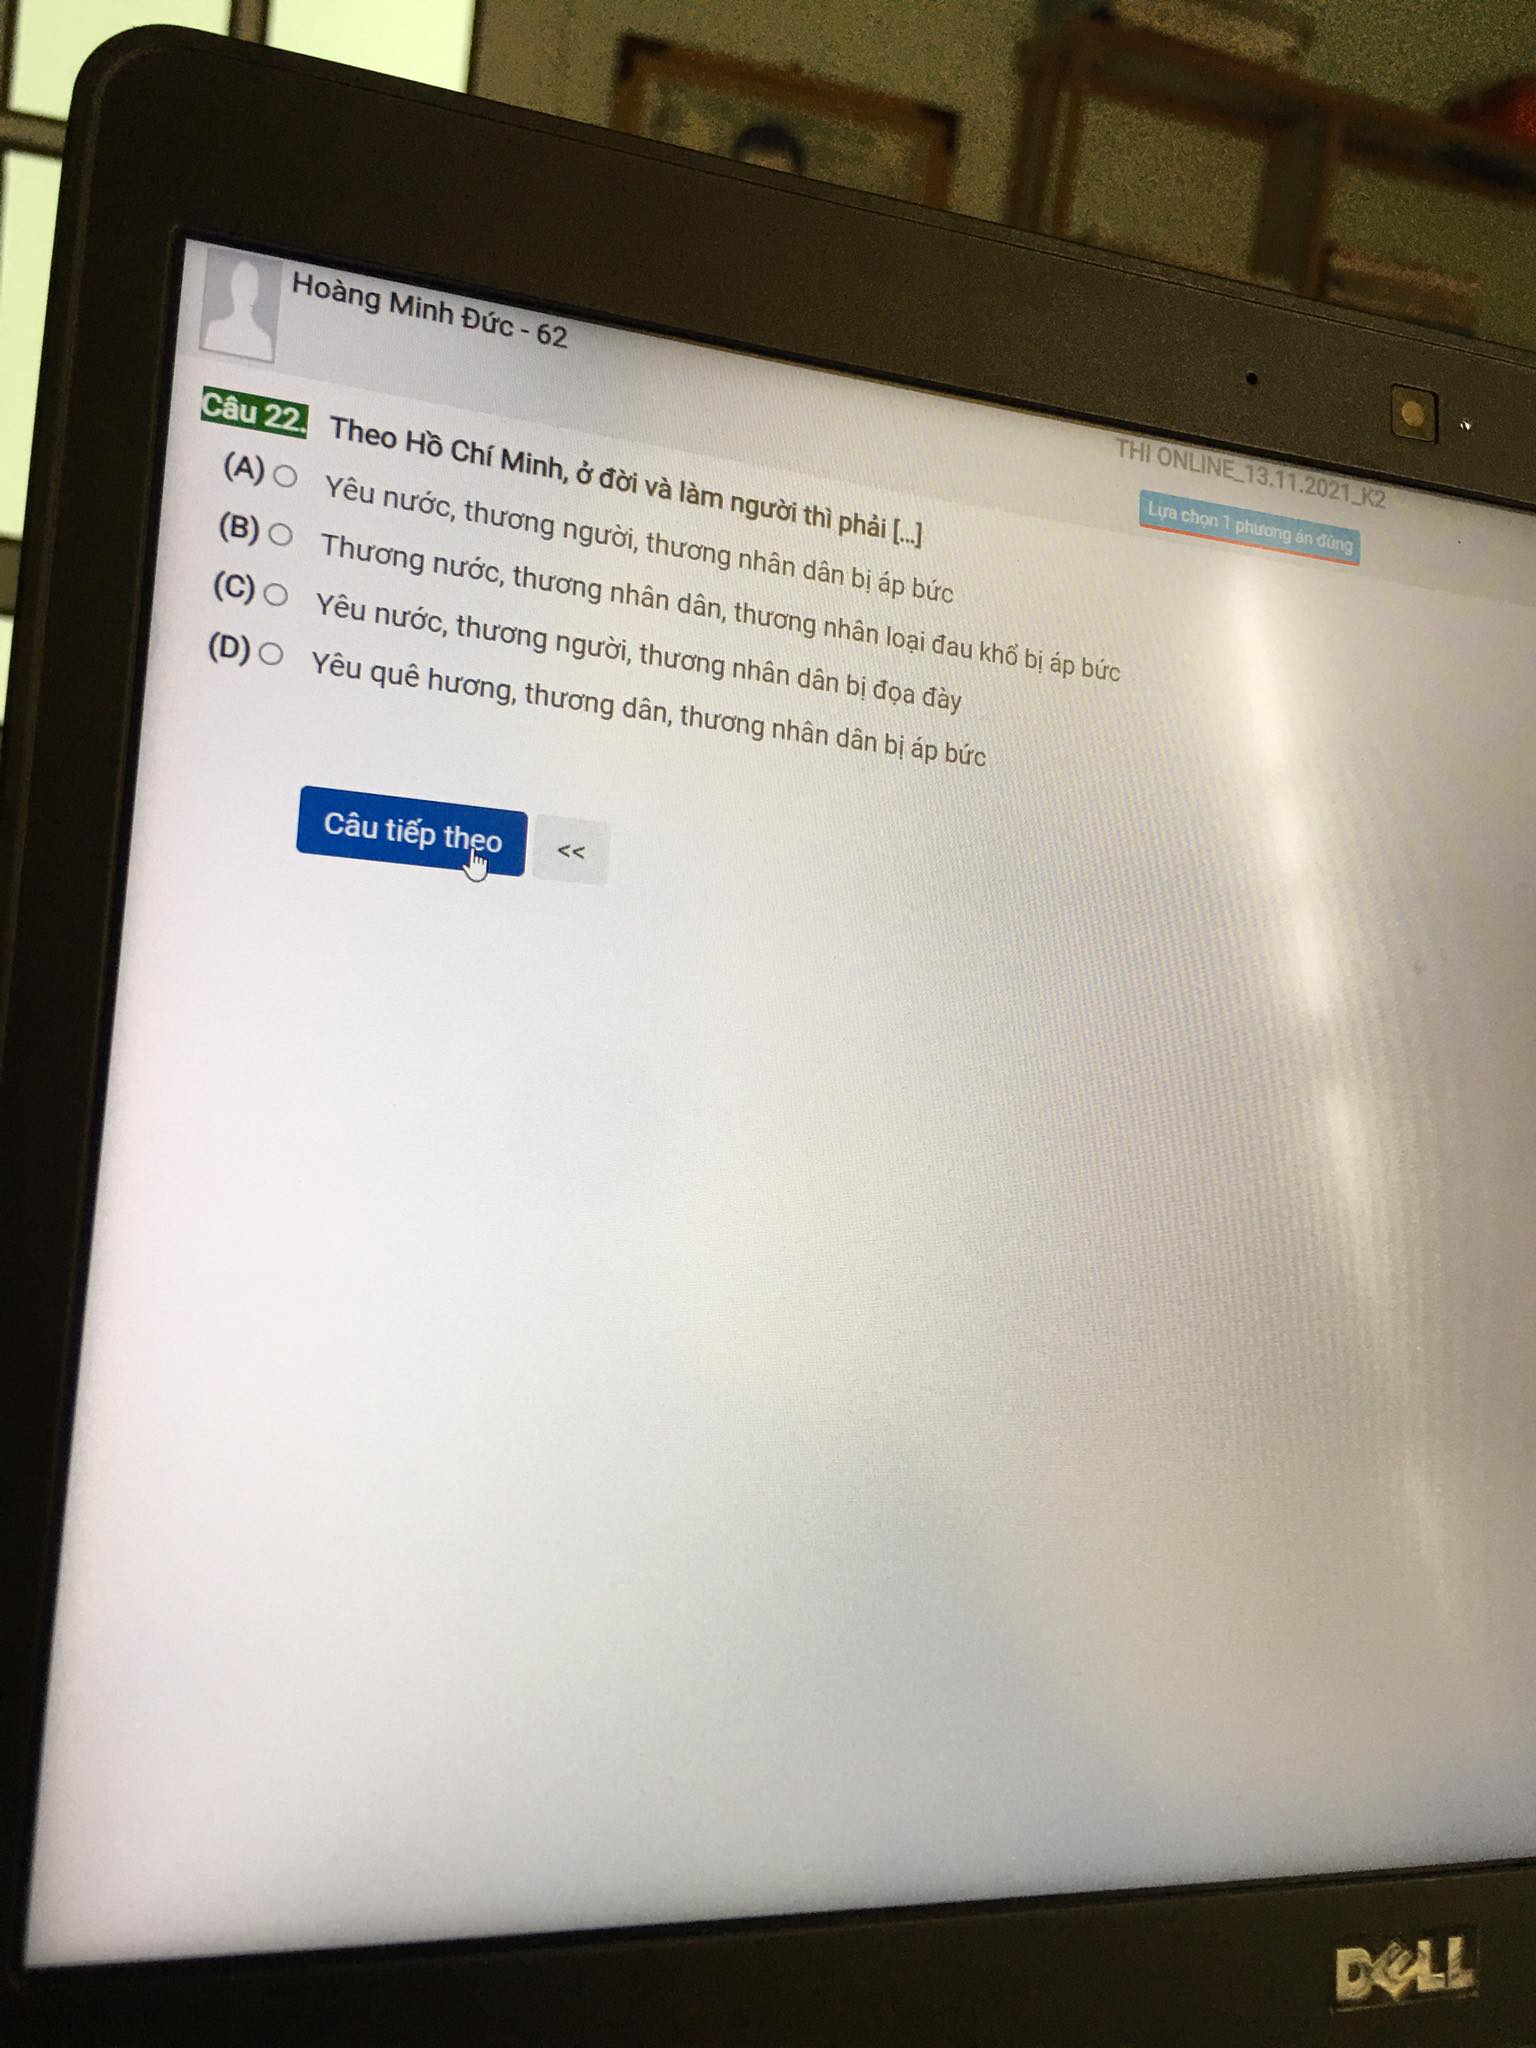 Hoàng Minh Đức - 62
THI ONLINE_13.11.2021_K2
Lựa chọn 1 phương án đúng
Câu 22. Theo Hồ Chí Minh, ở đời và làm người thì phải [...]
(A) Yêu nước, thương người, thương nhân dân bị áp bức
(B) Thương nước, thương nhân dân, thương nhân loại đau khổ bị áp bức
(C) Yêu nước, thương người, thương nhân dân bị đọa đày
(D) Yêu quê hương, thương dân, thương nhân dân bị áp bức
Câu tiếp theo <<
DELL